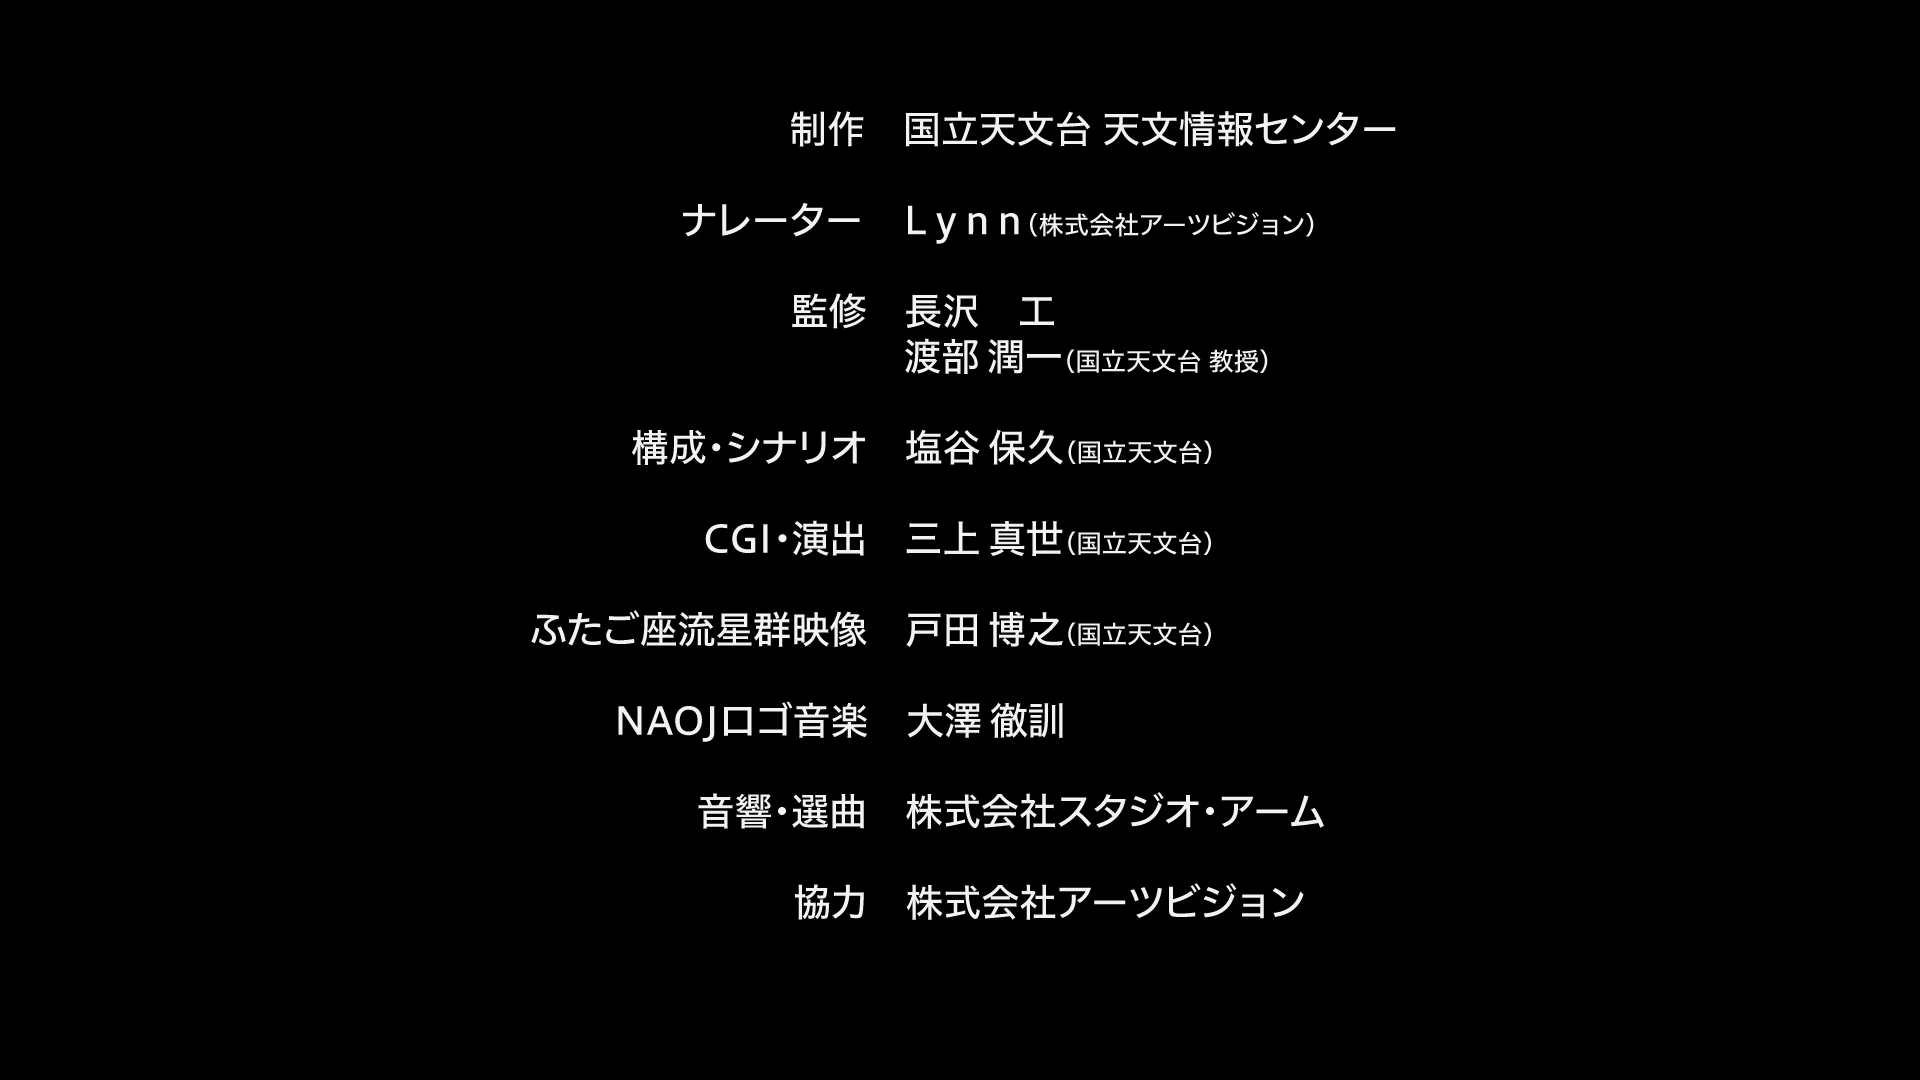 制作　国立天文台 天文情報センター
ナレーター　Lynn（株式会社アーツビジョン）
監修　長沢　工
渡部 潤一（国立天文台 教授）
構成・シナリオ　塩谷 保久（国立天文台）
CGI・演出　三上 真世（国立天文台）
ふたご座流星群映像　戸田 博之（国立天文台）
NAOJロゴ音楽　大澤 徹訓
音響・選曲　株式会社スタジオ・アーム
協力　株式会社アーツビジョン